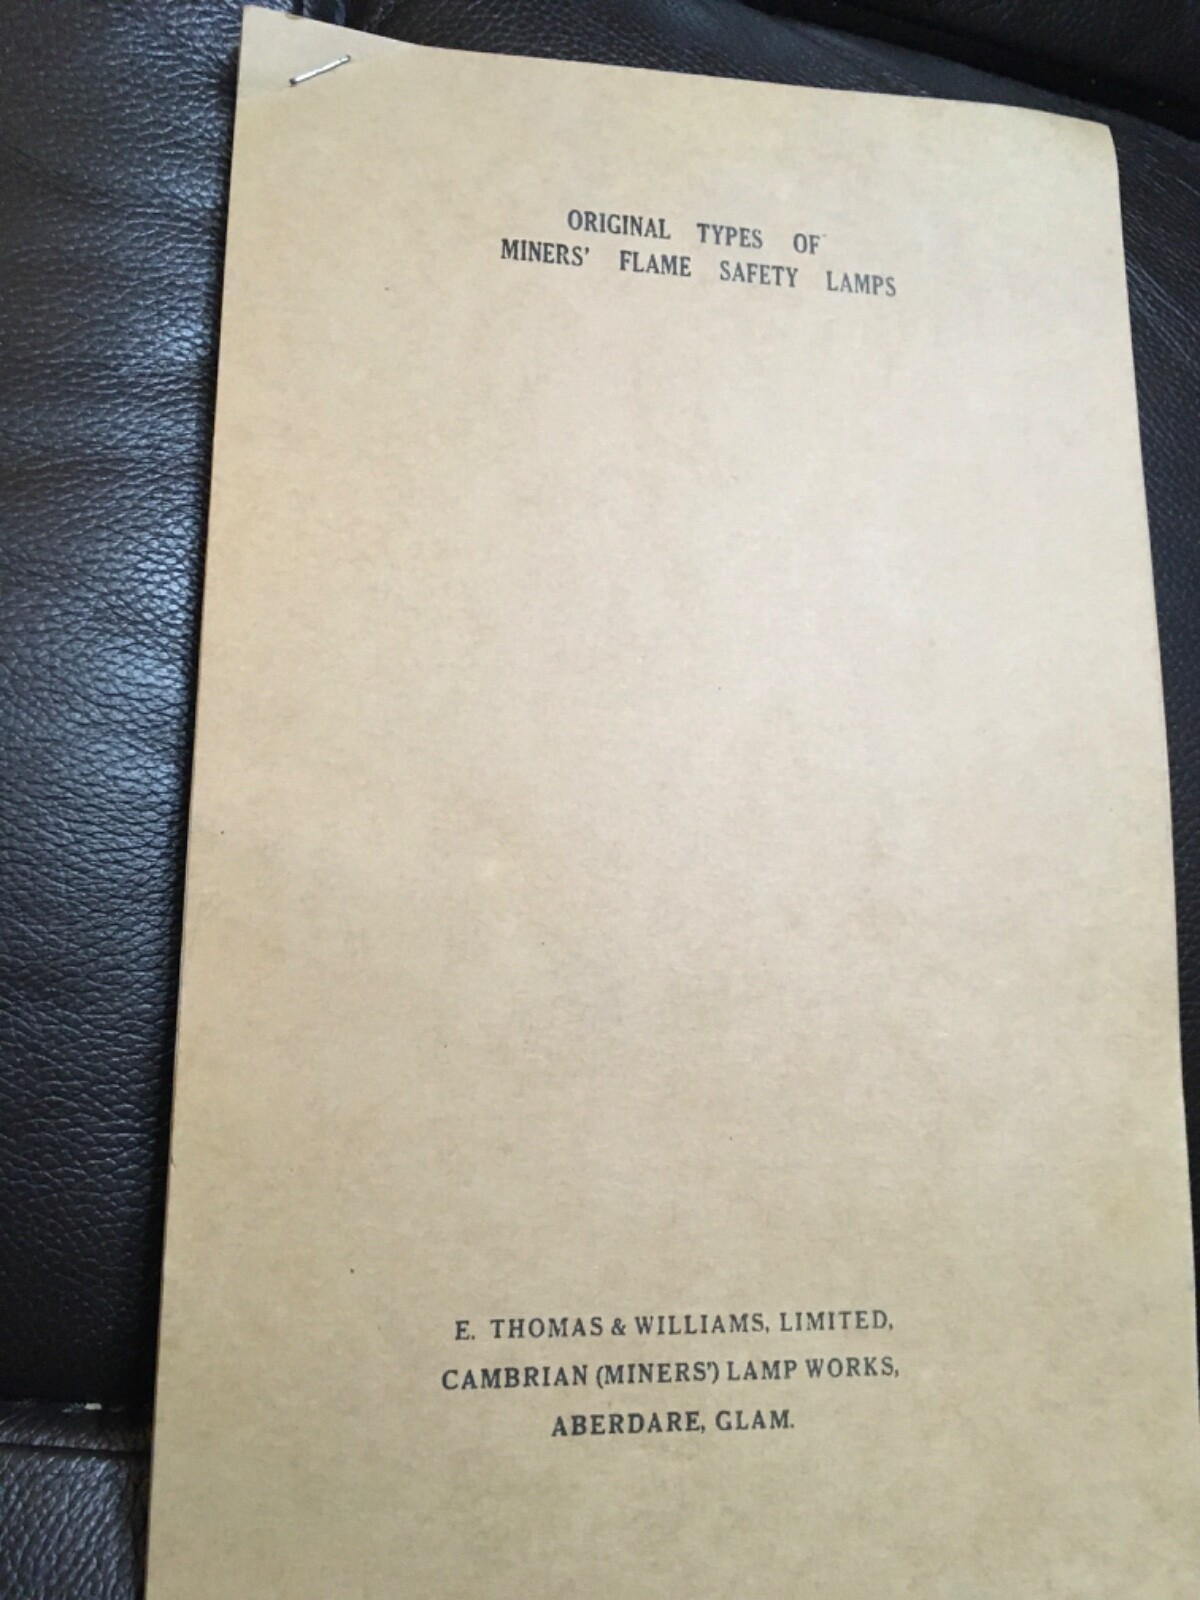 ORIGINAL TYPES OF
MINERS' FLAME SAFETY LAMPS
E. THOMAS & WILLIAMS, LIMITED,
CAMBRIAN (MINERS') LAMP WORKS,
ABERDARE, GLAM.